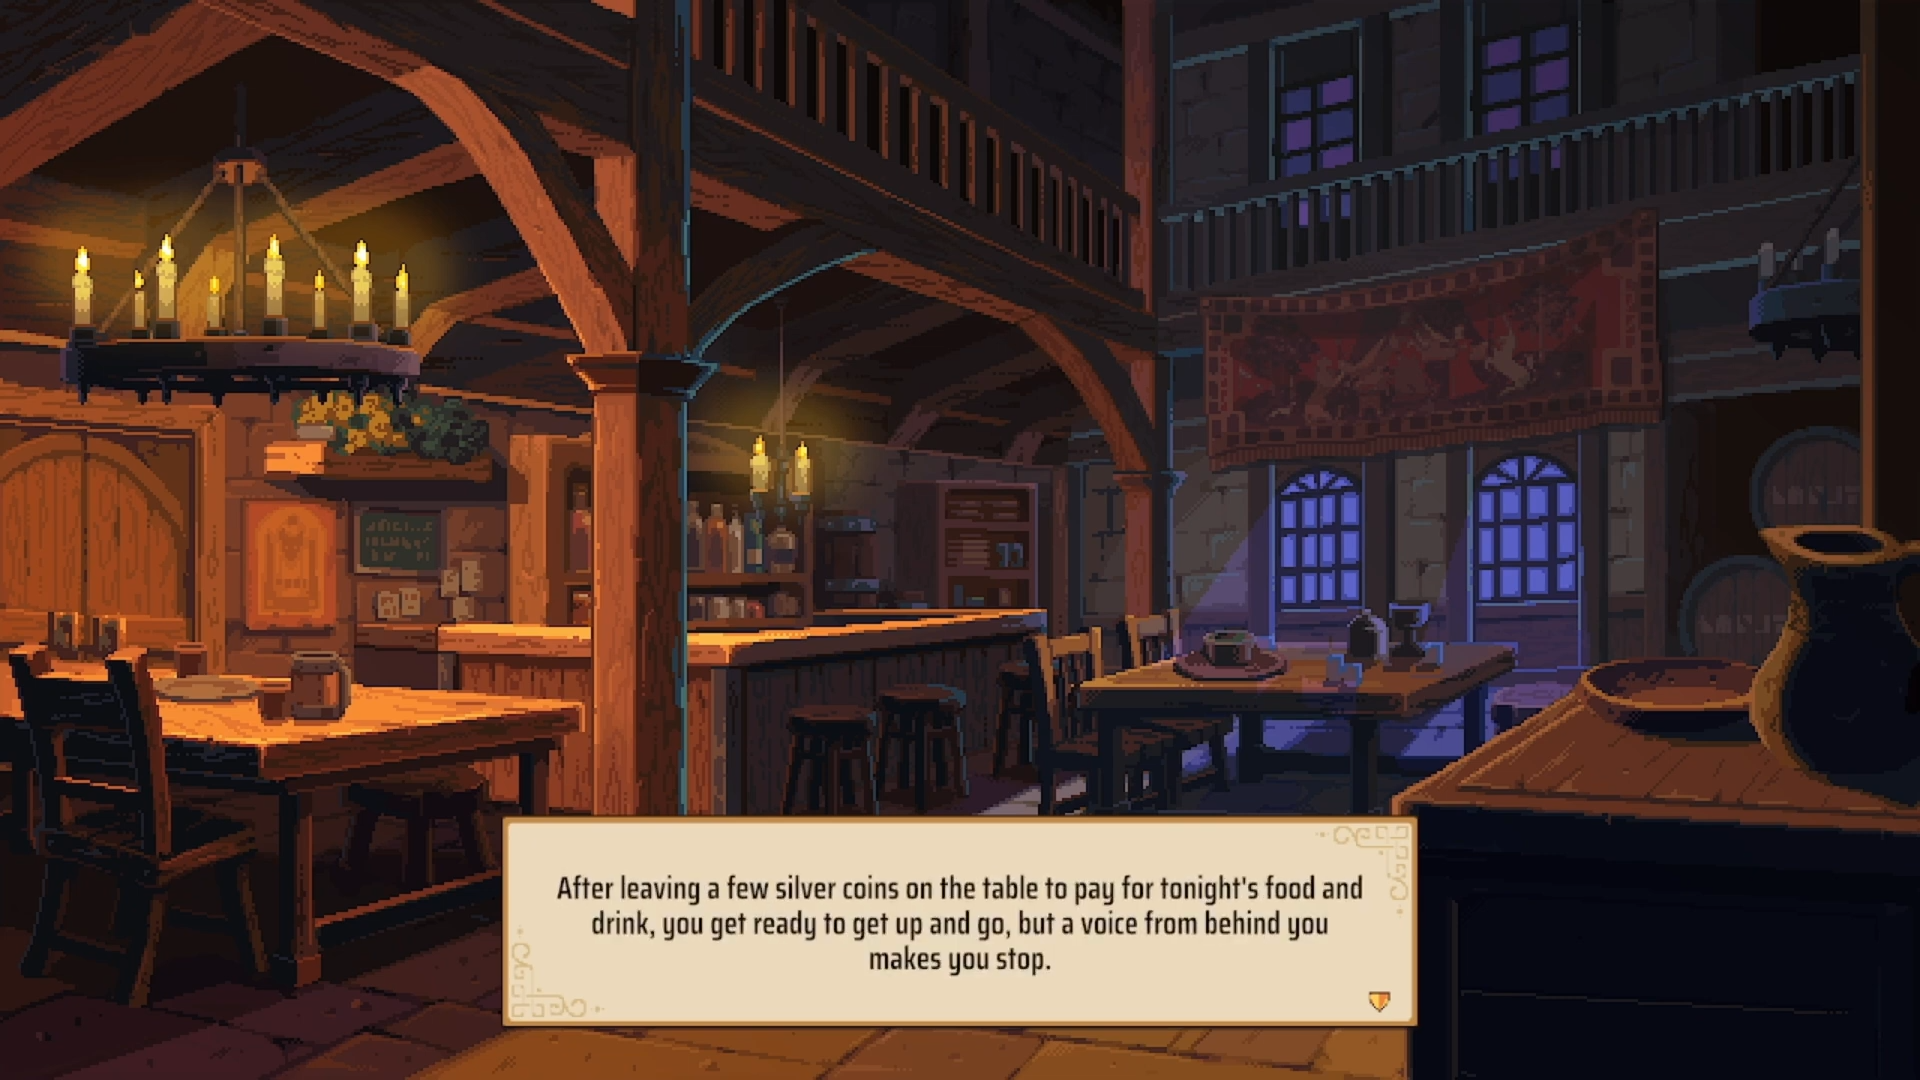 After leaving a few silver coins on the table to pay for tonight's food and
drink, you get ready to get up and go, but a voice from behind you
makes you stop.